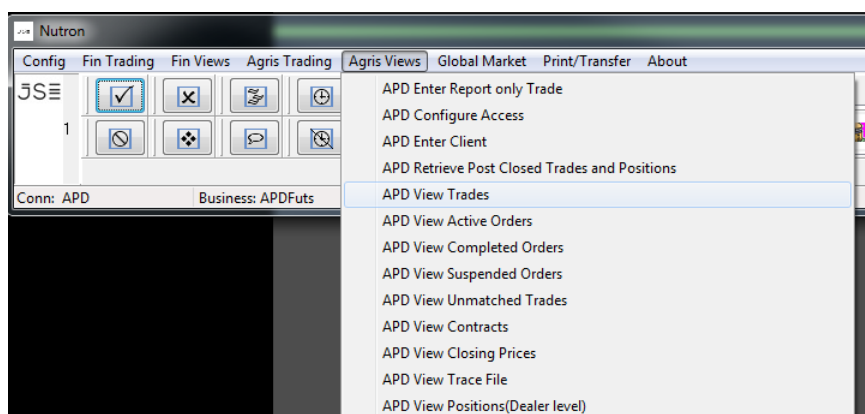 JSE Nutron
Config Fin Trading Fin Views Agris Trading Agris Views Global Market Print/Transfer About
JSE
1
APD Enter Report only Trade
APD Configure Access
APD Enter Client
APD Retrieve Post Closed Trades and Positions
APD View Trades
APD View Active Orders
APD View Completed Orders
APD View Suspended Orders
APD View Unmatched Trades
APD View Contracts
APD View Closing Prices
APD View Trace File
APD View Positions(Dealer level)
Conn: APD Business: APDFuts